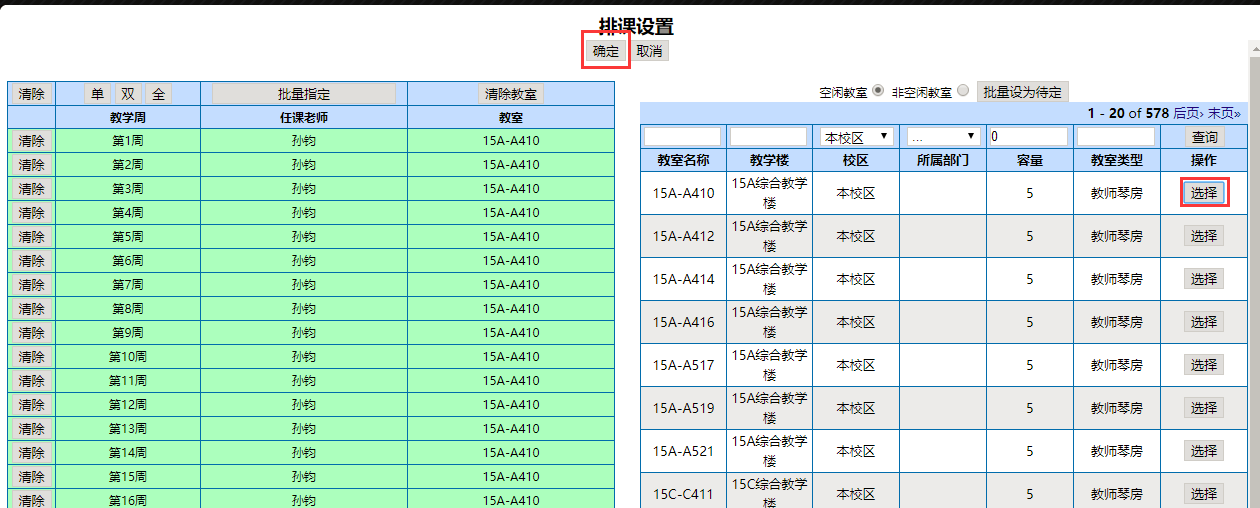 排课设置
确定 取消
清除 单 双 全 批量指定 清除教室
教学周 任课老师 教室
清除 第1周 孙钧 15A-A410
清除 第2周 孙钧 15A-A410
清除 第3周 孙钧 15A-A410
清除 第4周 孙钧 15A-A410
清除 第5周 孙钧 15A-A410
清除 第6周 孙钧 15A-A410
清除 第7周 孙钧 15A-A410
清除 第8周 孙钧 15A-A410
清除 第9周 孙钧 15A-A410
清除 第10周 孙钧 15A-A410
清除 第11周 孙钧 15A-A410
清除 第12周 孙钧 15A-A410
清除 第13周 孙钧 15A-A410
清除 第14周 孙钧 15A-A410
清除 第15周 孙钧 15A-A410
清除 第16周 孙钧 15A-A410
空闲教室 非空闲教室 批量设为待定
1 - 20 of 578 后页› 末页»
本校区 ... 0 查询
教室名称 教学楼 校区 所属部门 容量 教室类型 操作
15A-A410 15A综合教学楼 本校区 5 教师琴房 选择
15A-A412 15A综合教学楼 本校区 5 教师琴房 选择
15A-A414 15A综合教学楼 本校区 5 教师琴房 选择
15A-A416 15A综合教学楼 本校区 5 教师琴房 选择
15A-A517 15A综合教学楼 本校区 5 教师琴房 选择
15A-A519 15A综合教学楼 本校区 5 教师琴房 选择
15A-A521 15A综合教学楼 本校区 5 教师琴房 选择
15C-C411 15C综合教学楼 本校区 5 教师琴房 选择